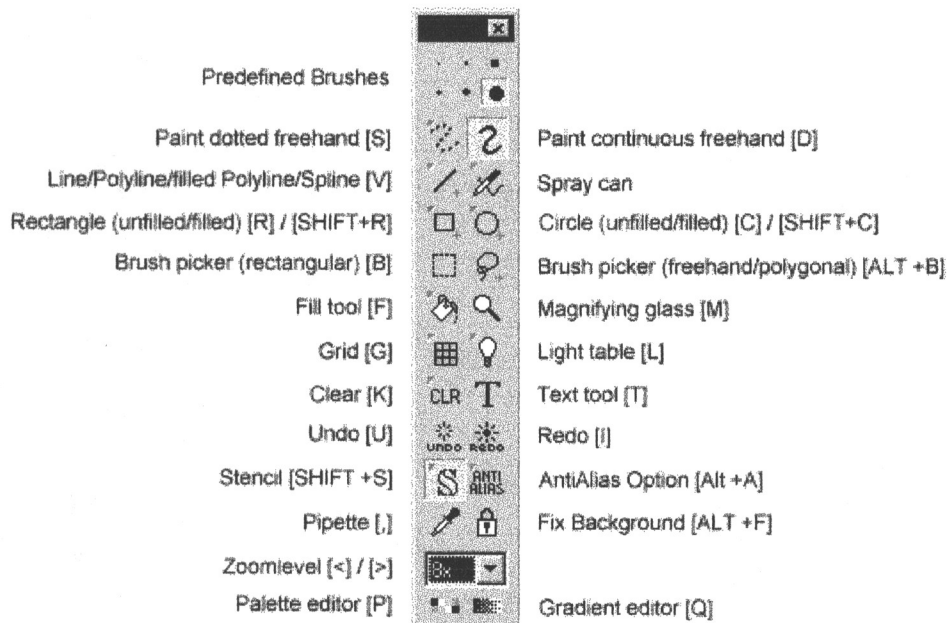 Predefined Brushes
Paint dotted freehand [S] Paint continuous freehand [D]
Line/Polyline/filled Polyline/Spline [V] Spray can
Rectangle (unfilled/filled) [R] / [SHIFT+R] Circle (unfilled/filled) [C] / [SHIFT+C]
Brush picker (rectangular) [B] Brush picker (freehand/polygonal) [ALT +B]
Fill tool [F] Magnifying glass [M]
Grid [G] Light table [L]
Clear [K] CLR T Text tool [T]
Undo [U] UNDO REDO Redo [I]
Stencil [SHIFT +S] S ANTI ALIAS AntiAlias Option [Alt +A]
Pipette [,] Fix Background [ALT +F]
Zoomlevel [<] / [>] 8x
Palette editor [P] Gradient editor [Q]